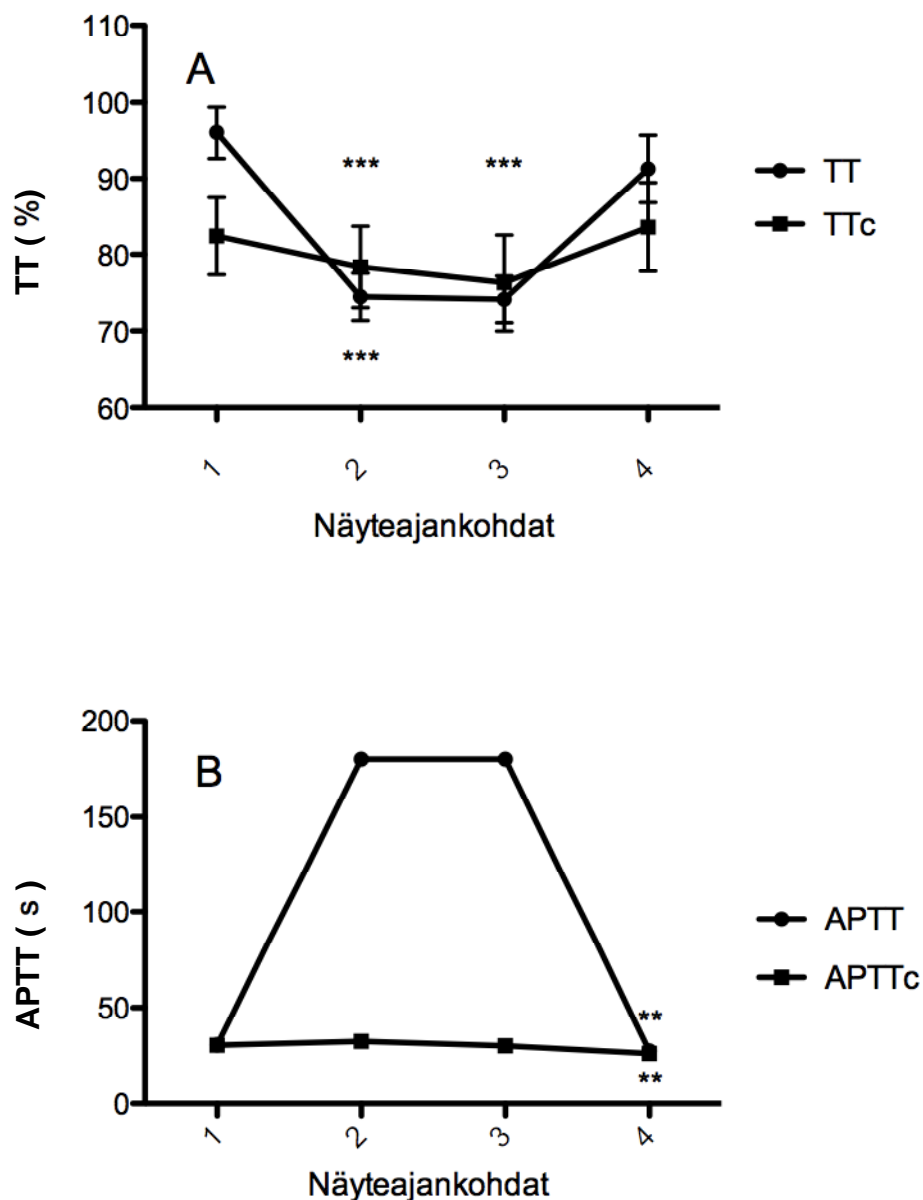 110
A
100
90
80
70
60
TT ( %)
***
***
***
TT
TTc
1
2
3
4
Näyteajankohdat
200
B
150
100
50
0
APTT ( s )
**
**
APTT
APTTc
1
2
3
4
Näyteajankohdat